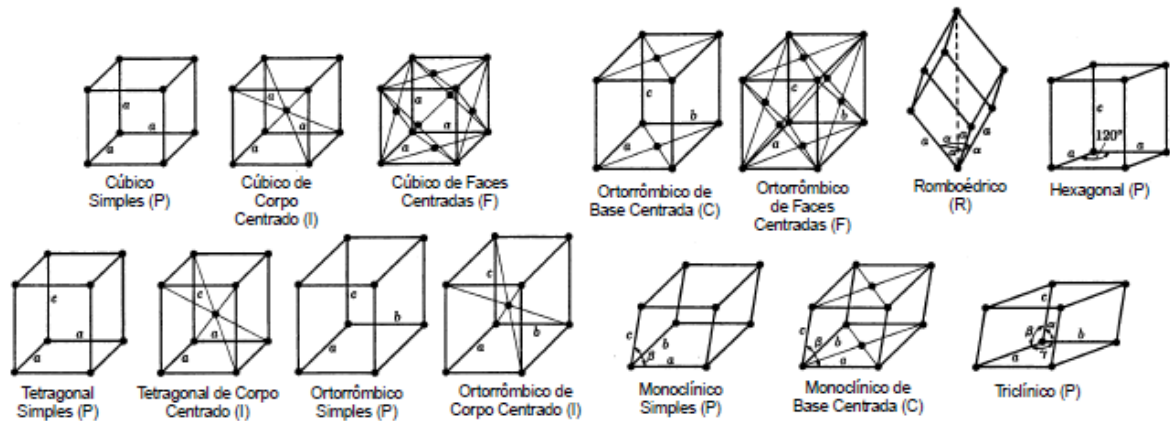 a
a
a
Cúbico
Simples (P)
a
a
a
Cúbico de
Corpo
Centrado (I)
a
a
a
Cúbico de Faces
Centradas (F)
c
b
a
Ortorrômbico de
Base Centrada (C)
c
b
a
Ortorrômbico
de Faces
Centradas (F)
a
a
a
α
α
α
Romboédrico
(R)
c
120°
a
a
Hexagonal (P)
c
a
a
Tetragonal
Simples (P)
c
a
a
Tetragonal de Corpo
Centrado (I)
c
b
a
Ortorrômbico
Simples (P)
c
b
a
Ortorrômbico de
Corpo Centrado (I)
c
b
β
a
Monoclínico
Simples (P)
c
β
b
a
Monoclínico de
Base Centrada (C)
c
β
α
b
a
γ
Triclínico (P)